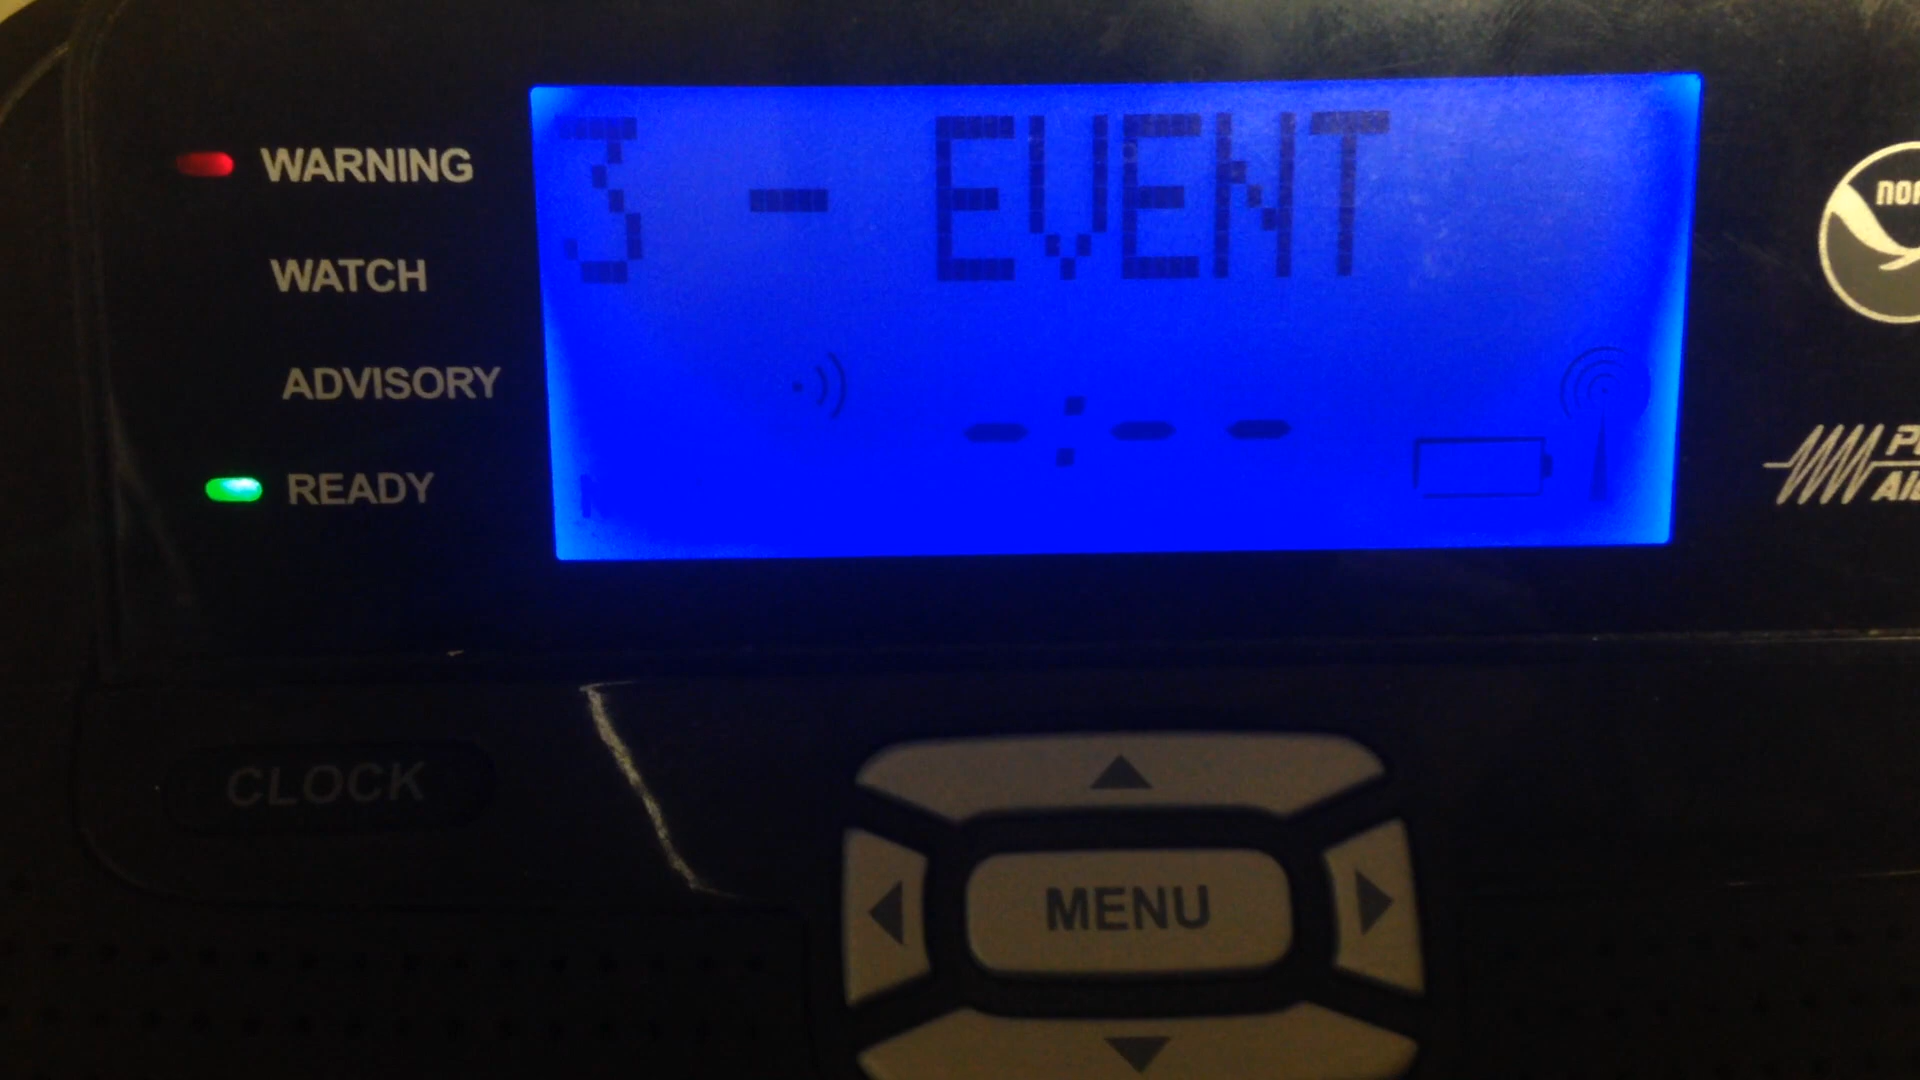 WARNING
3 - EVENT
WATCH
ADVISORY
-:--
READY
CLOCK
MENU